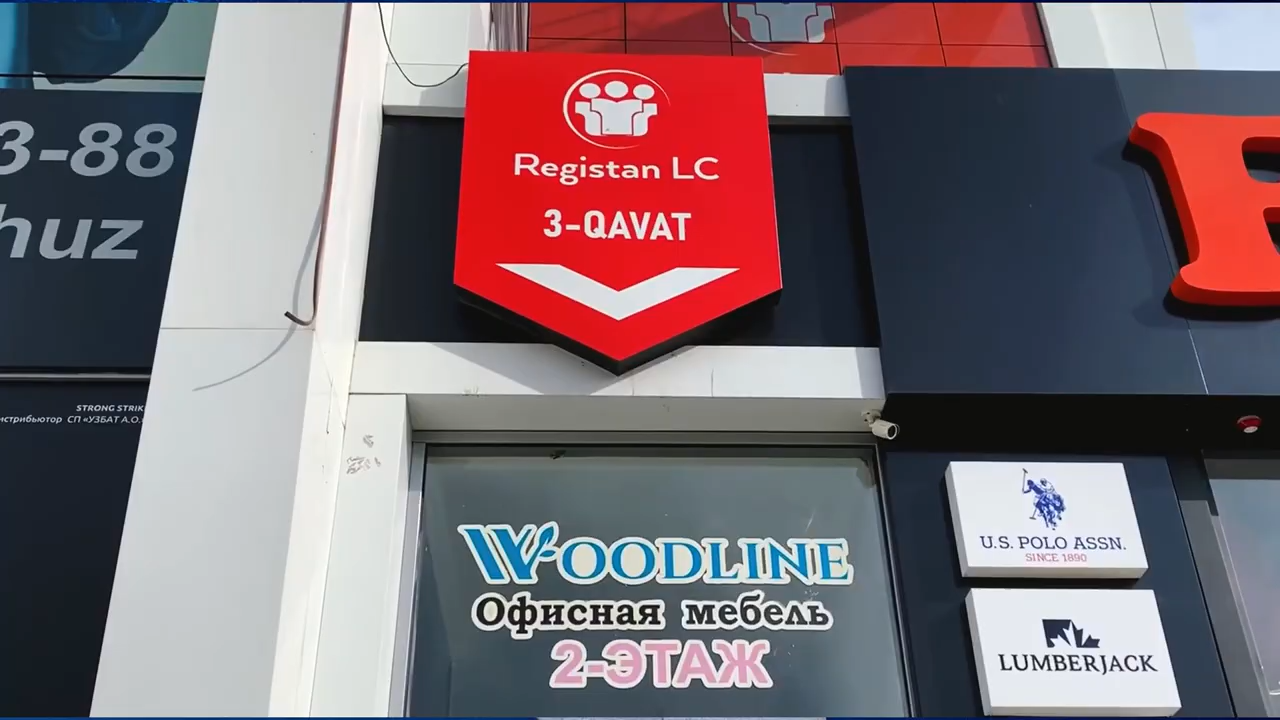 3-88
huz
STRONG STRIK
истрибьютор СП «УЗБАТ А.О.
Registan LC
3-QAVAT
WOODLINE
Офисная мебель
2-ЭТАЖ
U.S. POLO ASSN.
SINCE 1890
LUMBERJACK